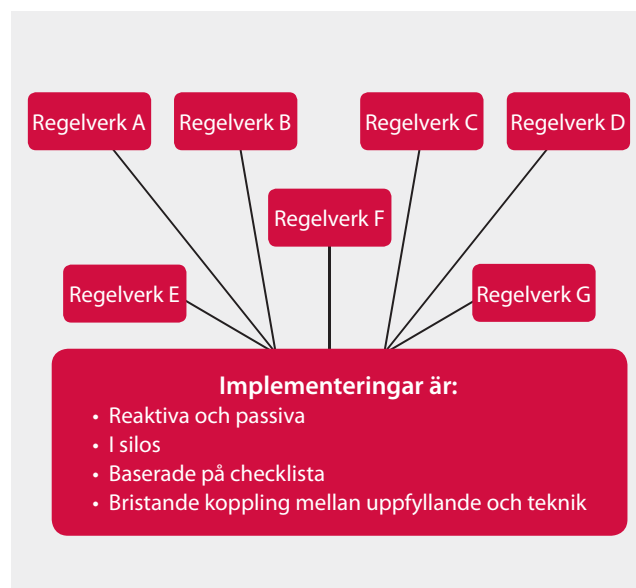 Regelverk A
Regelverk B
Regelverk C
Regelverk D
Regelverk F
Regelverk E
Regelverk G
Implementeringar är:
• Reaktiva och passiva
• I silos
• Baserade på checklista
• Bristande koppling mellan uppfyllande och teknik